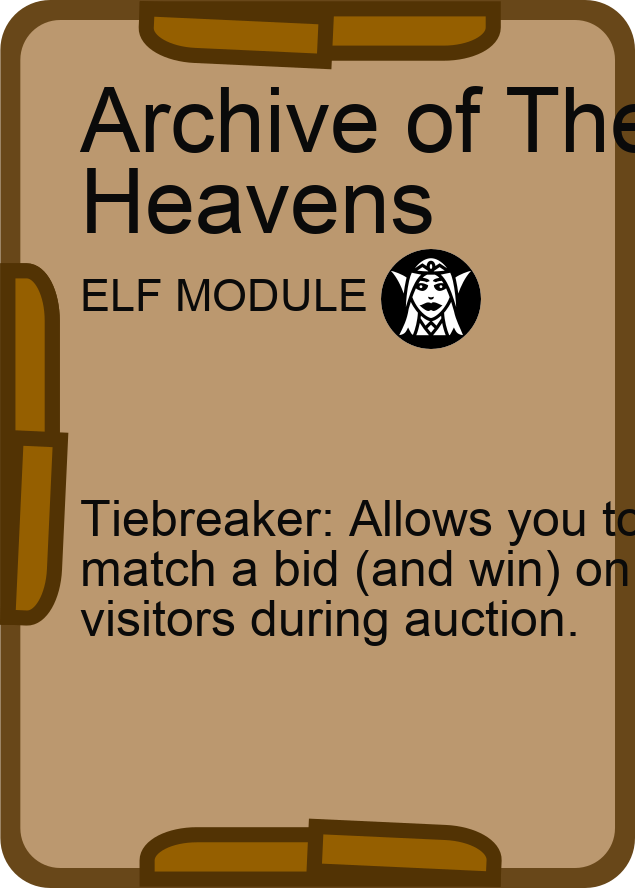 Archive of The
Heavens
ELF MODULE
Tiebreaker: Allows you to
match a bid (and win) on
visitors during auction.